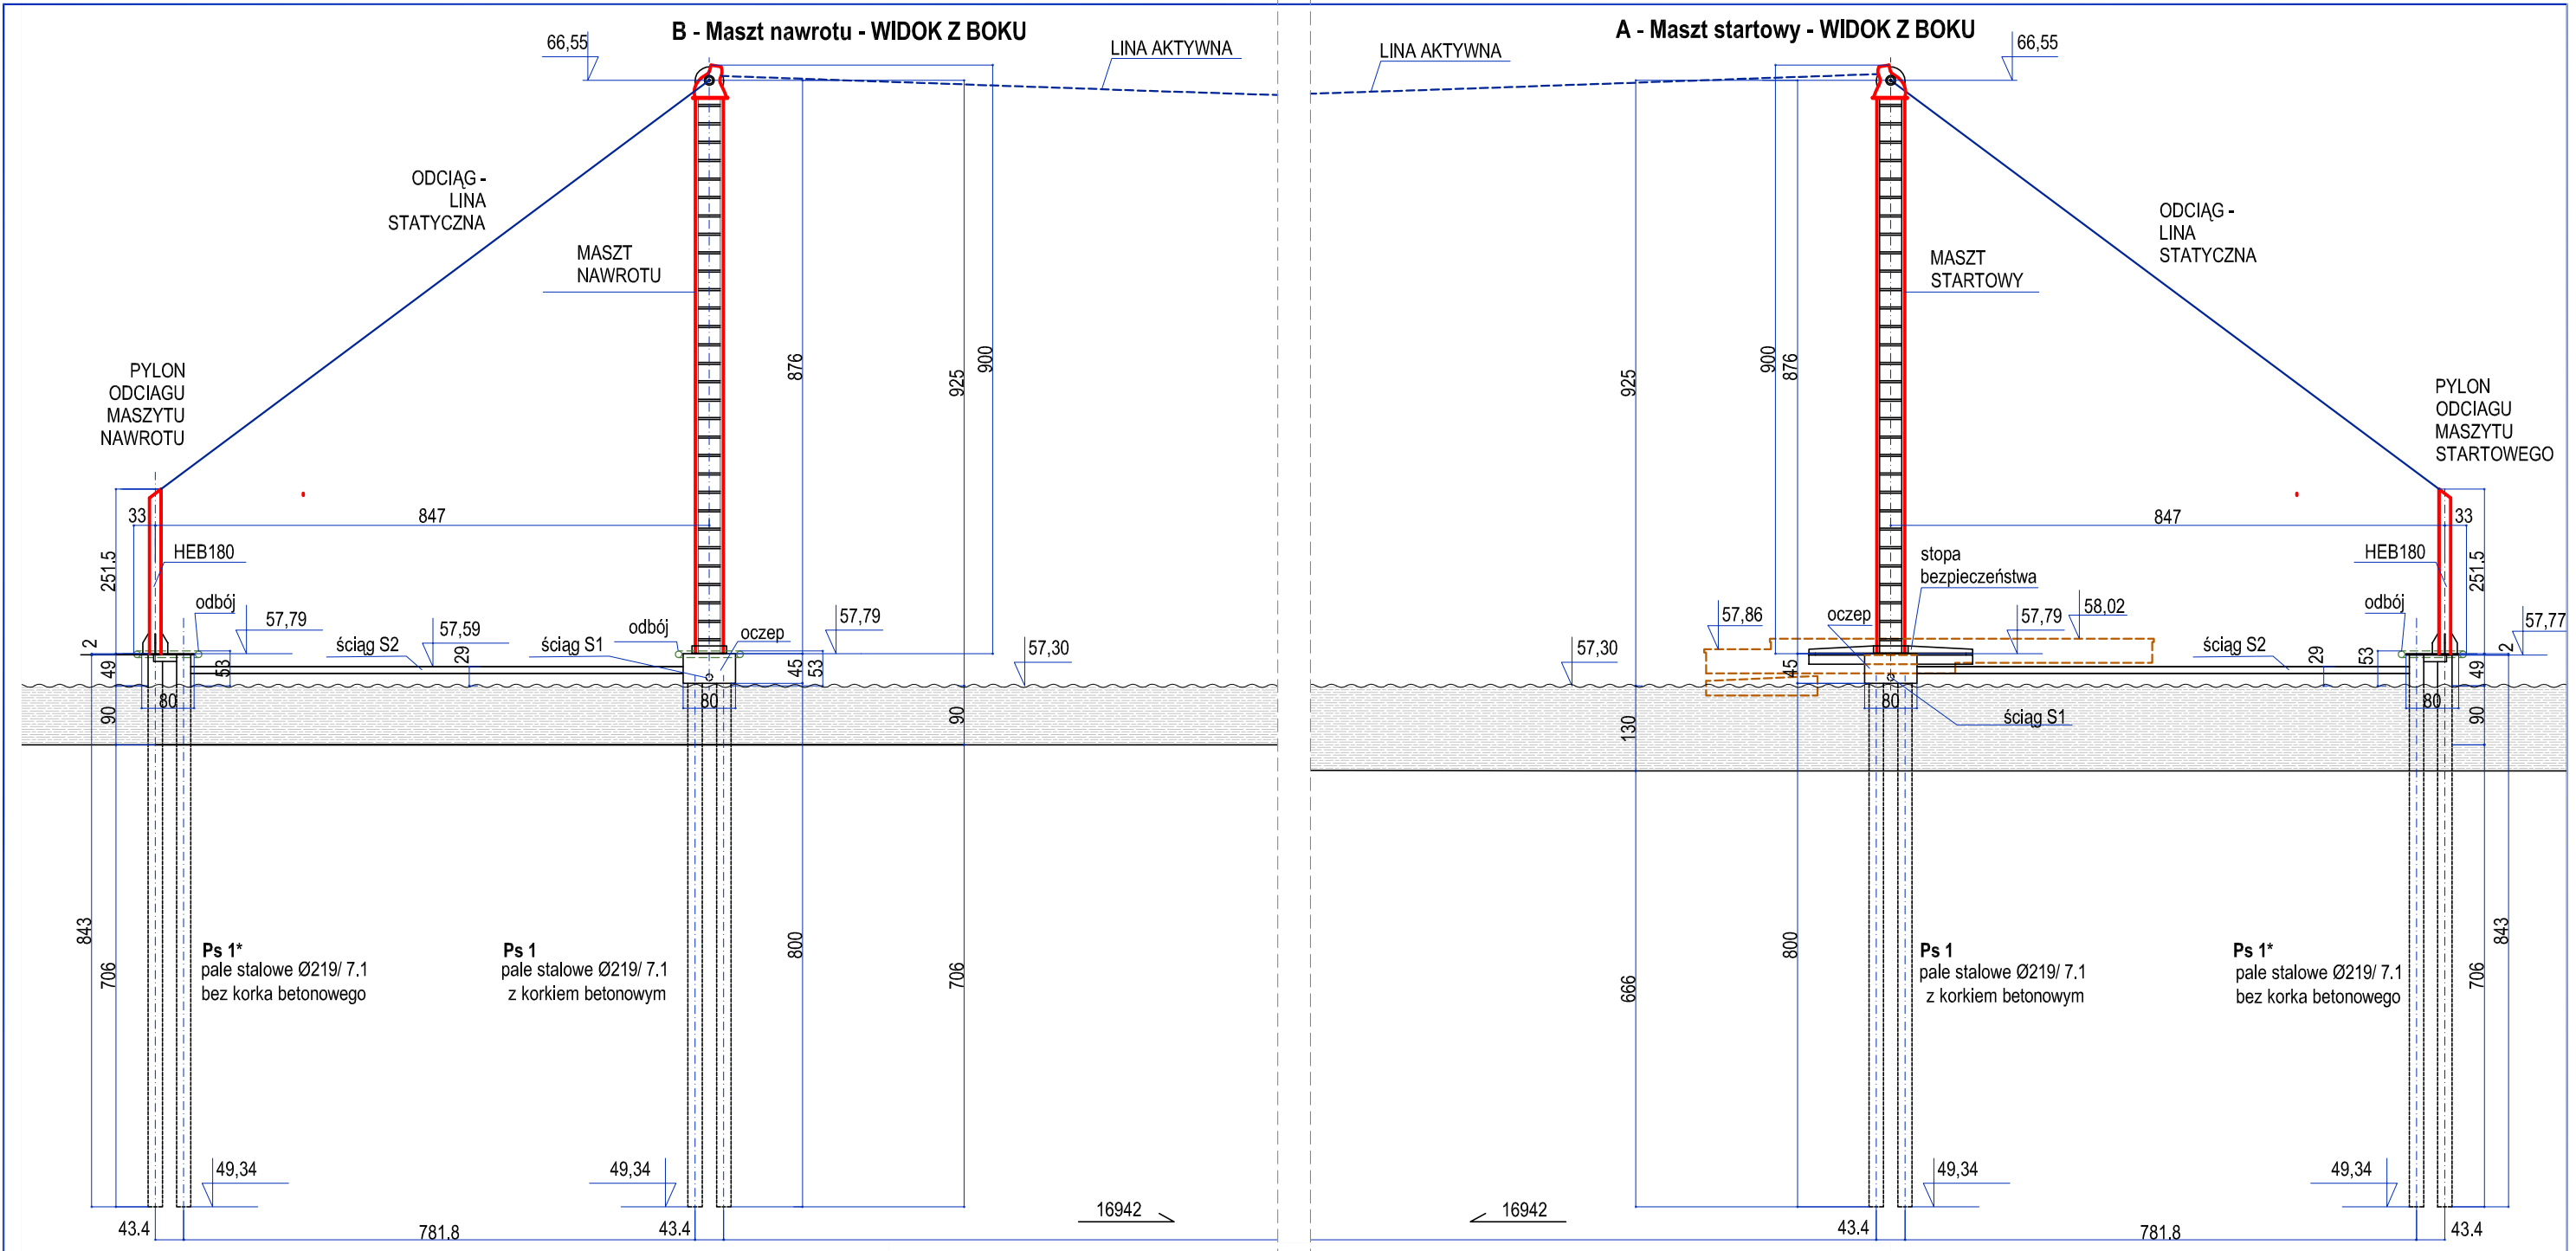 B - Maszt nawrotu - WIDOK Z BOKU
66,55
LINA AKTYWNA
ODCIĄG -
LINA
STATYCZNA
MASZT
NAWROTU
876
925
900
PYLON
ODCIAGU
MASZYTU
NAWROTU
33
847
251.5
HEB180
odbój
57,79
ściąg S2
57,59
29
ściąg S1
odbój
oczep
57,79
57,30
2
49
53
45
53
80
80
90
90
843
706
Ps 1*
pale stalowe Ø219/ 7.1
bez korka betonowego
Ps 1
pale stalowe Ø219/ 7.1
z korkiem betonowym
800
706
49,34
49,34
16942
43.4
781.8
43.4
A - Maszt startowy - WIDOK Z BOKU
LINA AKTYWNA
66,55
ODCIĄG -
LINA
STATYCZNA
MASZT
STARTOWY
925
900
876
PYLON
ODCIAGU
MASZYTU
STARTOWEGO
847
33
HEB180
251.5
stopa
bezpieczeństwa
57,86
oczep
57,79
58,02
odbój
57,77
57,30
ściąg S2
29
53
2
49
45
80
80
90
ściąg S1
130
666
800
Ps 1
pale stalowe Ø219/ 7.1
z korkiem betonowym
Ps 1*
pale stalowe Ø219/ 7.1
bez korka betonowego
706
843
49,34
49,34
16942
43.4
781.8
43.4